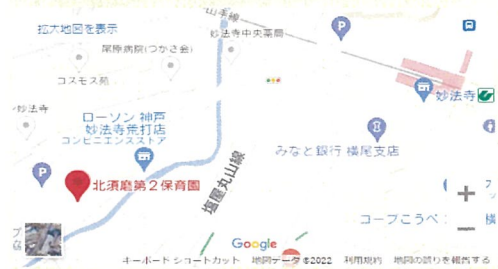 拡大地図を表示
山手線
P
尾原病院(つかさ会)
妙法寺中央薬局
コスモス苑
妙法寺
妙法寺
ローソン 神戸
妙法寺荒打店
コンビニエンスストア
みなと銀行 横尾支店
P
北須磨第2保育園
塩屋丸山線
コープこうべ
横
Google
キーボード ショートカット
地図データ ©2022
利用規約
地図の誤りを報告する